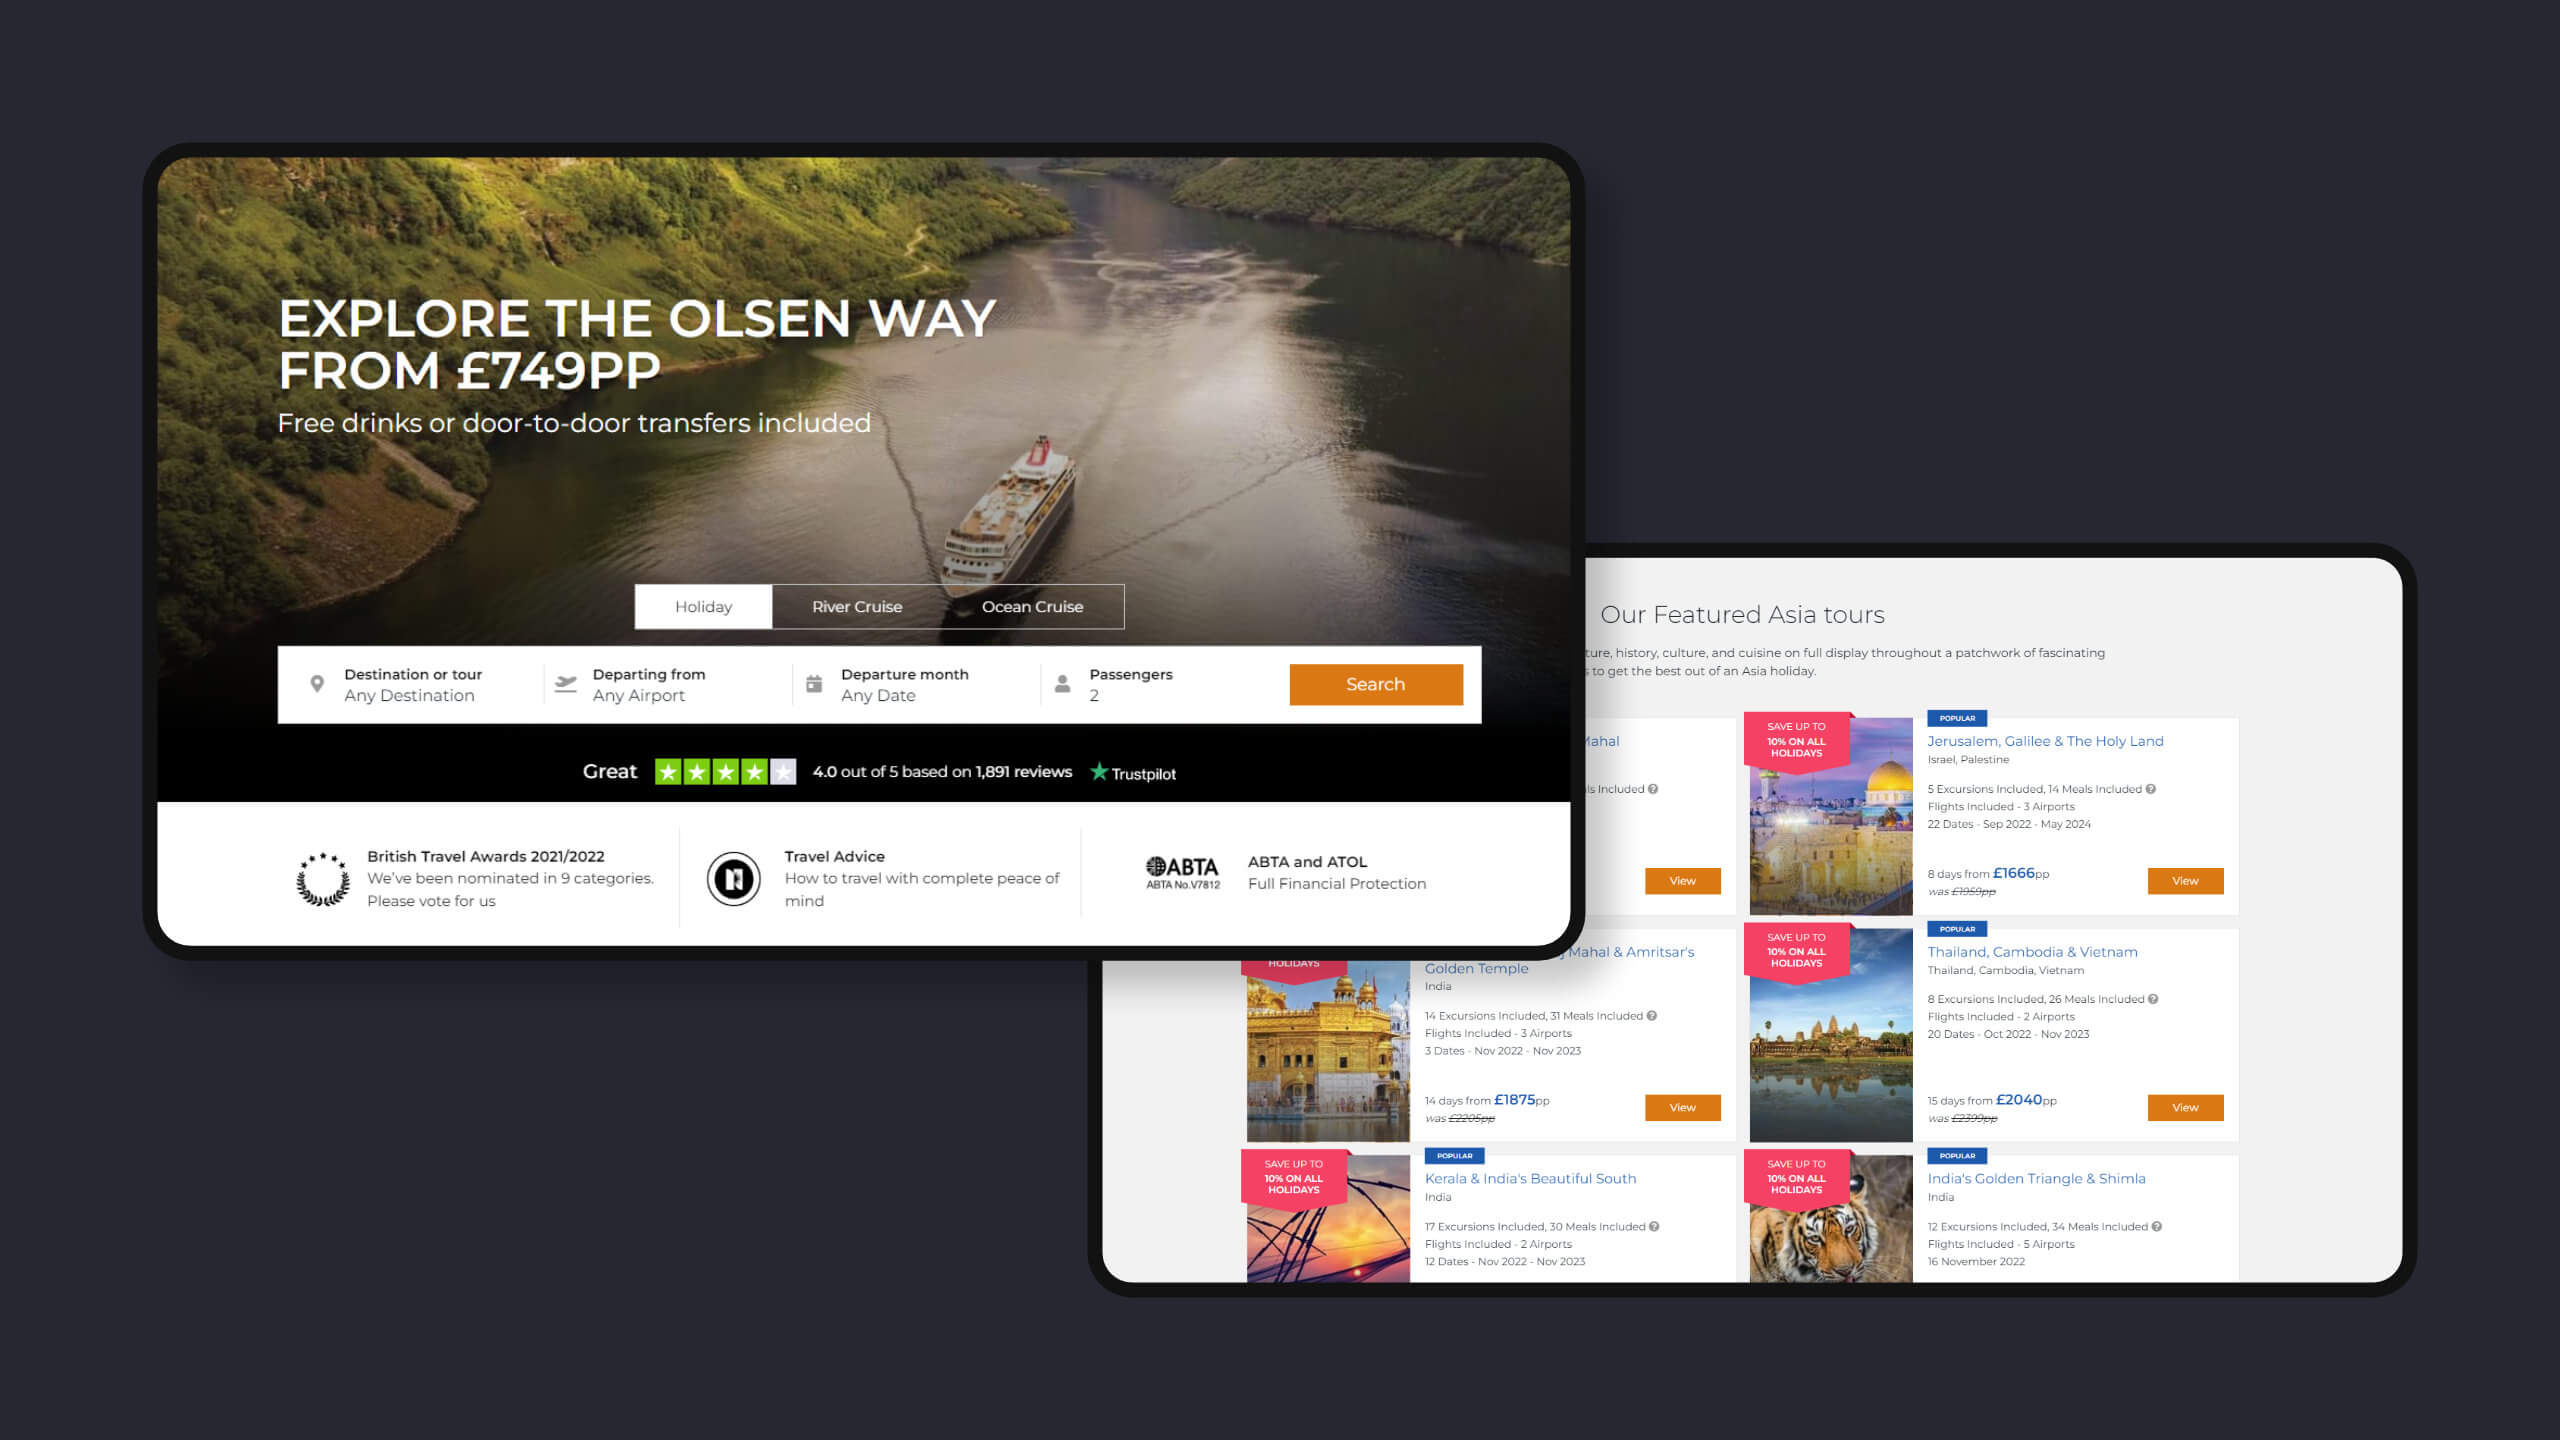 EXPLORE THE OLSEN WAY
FROM £749PP
Free drinks or door-to-door transfers included
Holiday
River Cruise
Ocean Cruise
Destination or tour
Any Destination
Departing from
Any Airport
Departure month
Any Date
Passengers
2
Search
Great
4.0 out of 5 based on 1,891 reviews
Trustpilot
British Travel Awards 2021/2022
We've been nominated in 9 categories.
Please vote for us
Travel Advice
How to travel with complete peace of
mind
ABTA
ABTA No.V7812
ABTA and ATOL
Full Financial Protection
Our Featured Asia tours
history, culture, and cuisine on full display throughout a patchwork of fascinating
to get the best out of an Asia holiday.
Mahal
Included
View
SAVE UP TO
10% ON ALL
HOLIDAYS
POPULAR
Jerusalem, Galilee & The Holy Land
Israel, Palestine
5 Excursions Included, 14 Meals Included
Flights Included - 3 Airports
22 Dates - Sep 2022 - May 2024
8 days from £1666pp
was £1959pp
View
HOLIDAYS
Mahal & Amritsar's
Golden Temple
India
14 Excursions Included, 31 Meals Included
Flights Included - 3 Airports
3 Dates - Nov 2022 - Nov 2023
14 days from £1875pp
was £2205pp
View
SAVE UP TO
10% ON ALL
HOLIDAYS
POPULAR
Thailand, Cambodia & Vietnam
Thailand, Cambodia, Vietnam
8 Excursions Included, 26 Meals Included
Flights Included - 2 Airports
20 Dates - Oct 2022 - Nov 2023
15 days from £2040pp
was £2399pp
View
SAVE UP TO
10% ON ALL
HOLIDAYS
POPULAR
Kerala & India's Beautiful South
India
17 Excursions Included, 30 Meals Included
Flights Included - 2 Airports
12 Dates - Nov 2022 - Nov 2023
SAVE UP TO
10% ON ALL
HOLIDAYS
POPULAR
India's Golden Triangle & Shimla
India
12 Excursions Included, 34 Meals Included
Flights Included - 5 Airports
16 November 2022